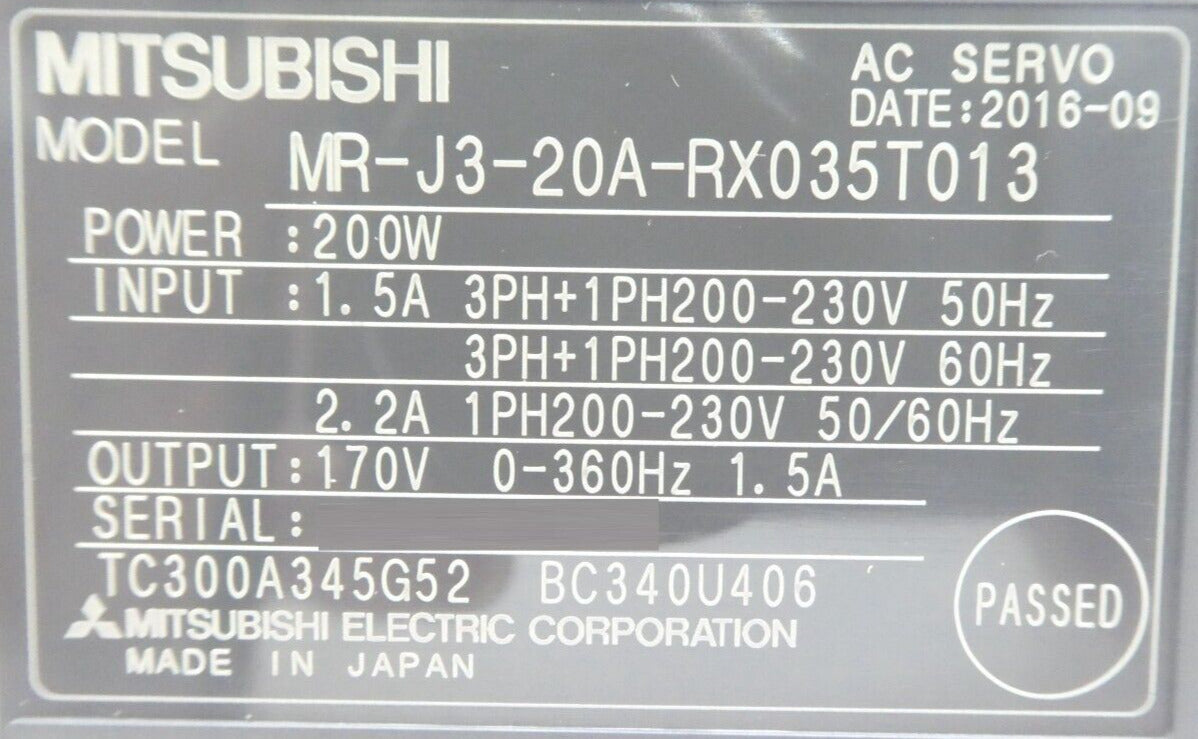 MITSUBISHI
AC SERVO
DATE:2016-09
MODEL MR-J3-20A-RX035T013
POWER :200W
INPUT :1.5A 3PH+1PH200-230V 50Hz
3PH+1PH200-230V 60Hz
2.2A 1PH200-230V 50/60Hz
OUTPUT:170V 0-360Hz 1.5A
SERIAL:
TC300A345G52 BC340U406
MITSUBISHI ELECTRIC CORPORATION
MADE IN JAPAN
PASSED